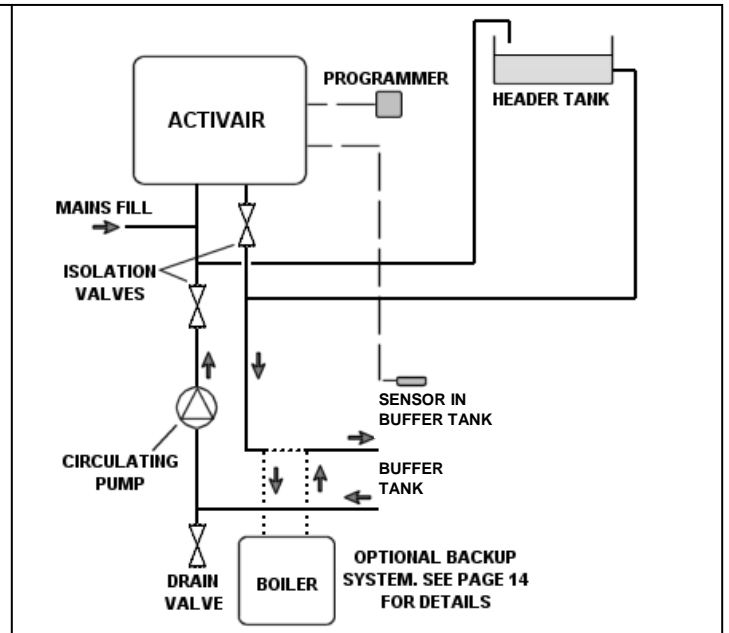 PROGRAMMER
HEADER TANK
ACTIVAIR
MAINS FILL
ISOLATION
VALVES
SENSOR IN
BUFFER TANK
CIRCULATING
PUMP
BUFFER
TANK
DRAIN
VALVE
BOILER
OPTIONAL BACKUP
SYSTEM. SEE PAGE 14
FOR DETAILS